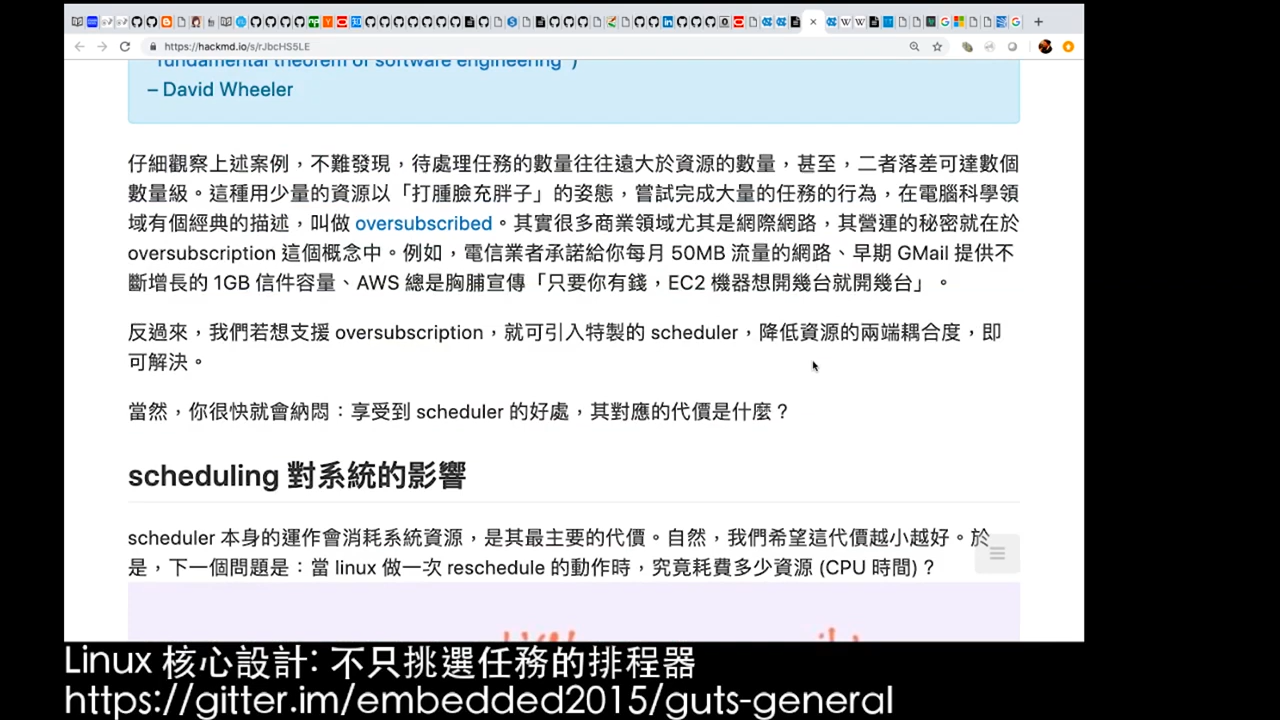 https://hackmd.io/s/rJbcHS5LE
fundamental theorem of software engineering")
– David Wheeler
仔細觀察上述案例，不難發現，待處理任務的數量往往遠大於資源的數量，甚至，二者落差可達數個
數量級。這種用少量的資源以「打腫臉充胖子」的姿態，嘗試完成大量的任務的行為，在電腦科學領
域有個經典的描述，叫做 oversubscribed。其實很多商業領域尤其是網際網路，其營運的秘密就在於
oversubscription 這個概念中。例如，電信業者承諾給你每月 50MB 流量的網路、早期 GMail 提供不
斷增長的 1GB 信件容量、AWS 總是胸脯宣傳「只要你有錢，EC2 機器想開幾台就開幾台」。
反過來，我們若想支援 oversubscription，就可引入特製的 scheduler，降低資源的兩端耦合度，即
可解決。
當然，你很快就會納悶：享受到 scheduler 的好處，其對應的代價是什麼？
scheduling 對系統的影響
scheduler 本身的運作會消耗系統資源，是其最主要的代價。自然，我們希望這代價越小越好。於
是，下一個問題是：當 linux 做一次 reschedule 的動作時，究竟耗費多少資源 (CPU 時間)？
Linux 核心設計: 不只挑選任務的排程器
https://gitter.im/embedded2015/guts-general